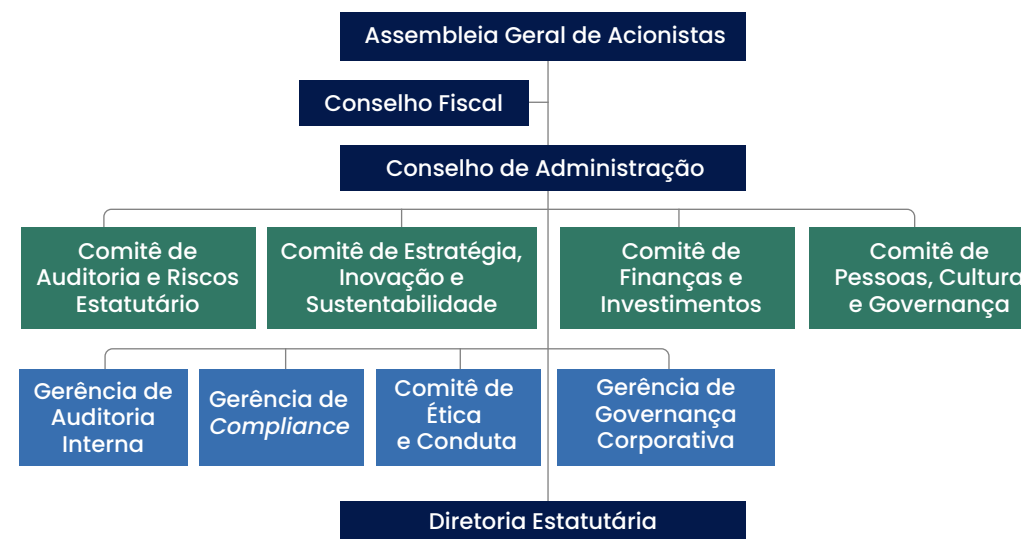 Assembleia Geral de Acionistas
Conselho Fiscal
Conselho de Administração
Comitê de
Auditoria e Riscos
Estatutário
Comitê de Estratégia,
Inovação e
Sustentabilidade
Comitê de
Finanças e
Investimentos
Comitê de
Pessoas, Cultura
e Governança
Gerência de
Auditoria
Interna
Gerência de
Compliance
Comitê de
Ética
e Conduta
Gerência de
Governança
Corporativa
Diretoria Estatutária